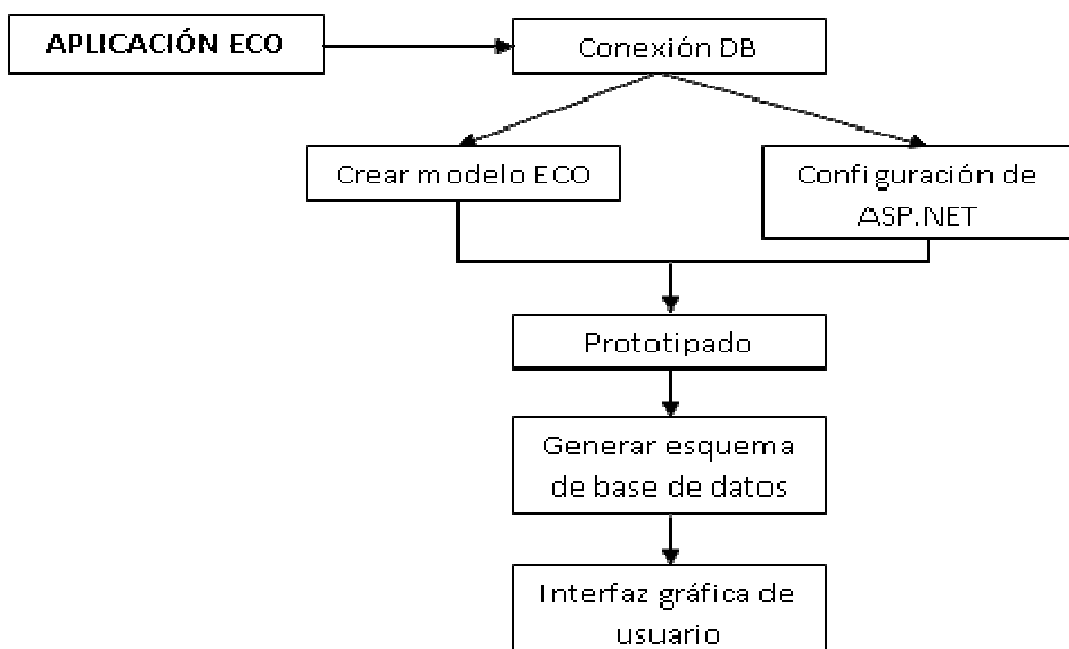 APLICACIÓN ECO
Conexión DB
Crear modelo ECO
Configuración de
ASP.NET
Prototipado
Generar esquema
de base de datos
Interfaz gráfica de
usuario